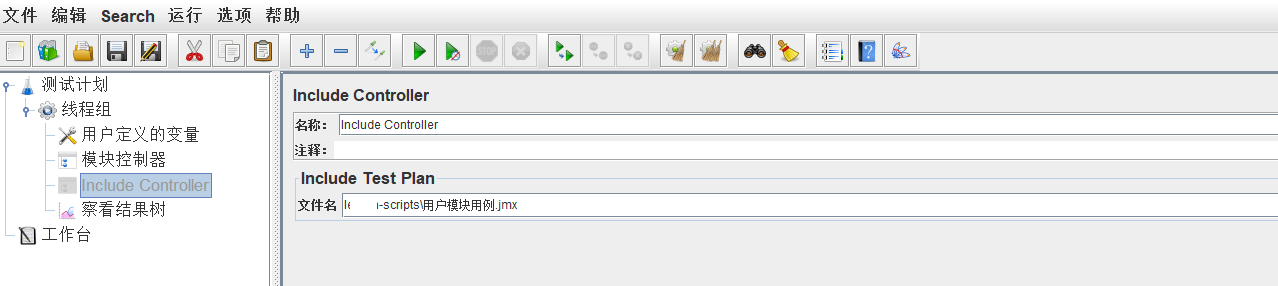 文件 编辑 Search 运行 选项 帮助
STOP
测试计划
线程组
用户定义的变量
模块控制器
Include Controller
察看结果树
工作台
Include Controller
名称： Include Controller
注释：
Include Test Plan
文件名 -scripts\用户模块用例.jmx